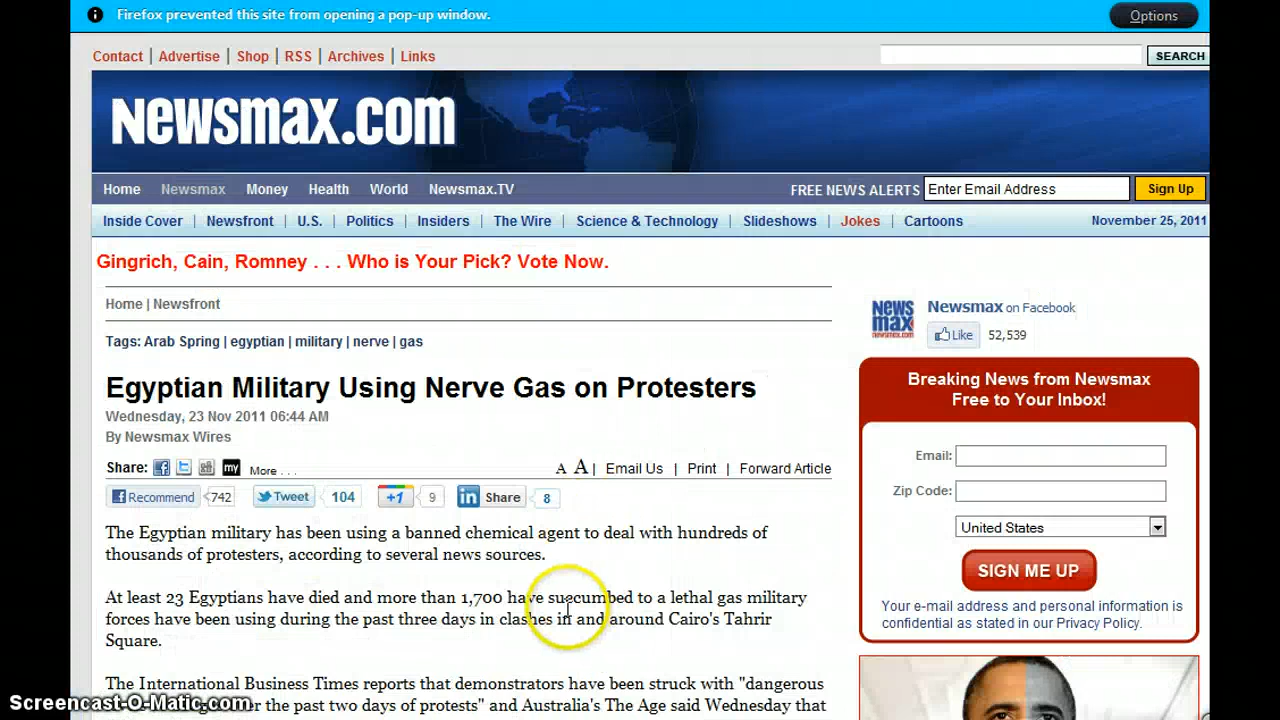 Firefox prevented this site from opening a pop-up window.
Options
Contact | Advertise | Shop | RSS | Archives | Links
SEARCH
Newsmax.com
Home Newsmax Money Health World Newsmax.TV
FREE NEWS ALERTS Enter Email Address Sign Up
Inside Cover | Newsfront | U.S. | Politics | Insiders | The Wire | Science & Technology | Slideshows | Jokes | Cartoons
November 25, 2011
Gingrich, Cain, Romney . . . Who is Your Pick? Vote Now.
Home | Newsfront
Tags: Arab Spring | egyptian | military | nerve | gas
Egyptian Military Using Nerve Gas on Protesters
Wednesday, 23 Nov 2011 06:44 AM
By Newsmax Wires
Share: my More . . .
A A | Email Us | Print | Forward Article
Recommend 742 Tweet 104 +1 9 in Share 8
The Egyptian military has been using a banned chemical agent to deal with hundreds of
thousands of protesters, according to several news sources.
At least 23 Egyptians have died and more than 1,700 have succumbed to a lethal gas military
forces have been using during the past three days in clashes in and around Cairo's Tahrir
Square.
The International Business Times reports that demonstrators have been struck with "dangerous
the past two days of protests" and Australia's The Age said Wednesday that
NEWS
max
newsmax.com
Newsmax on Facebook
Like 52,539
Breaking News from Newsmax
Free to Your Inbox!
Email:
Zip Code:
United States
SIGN ME UP
Your e-mail address and personal information is
confidential as stated in our Privacy Policy.
Screencast-O-Matic.com